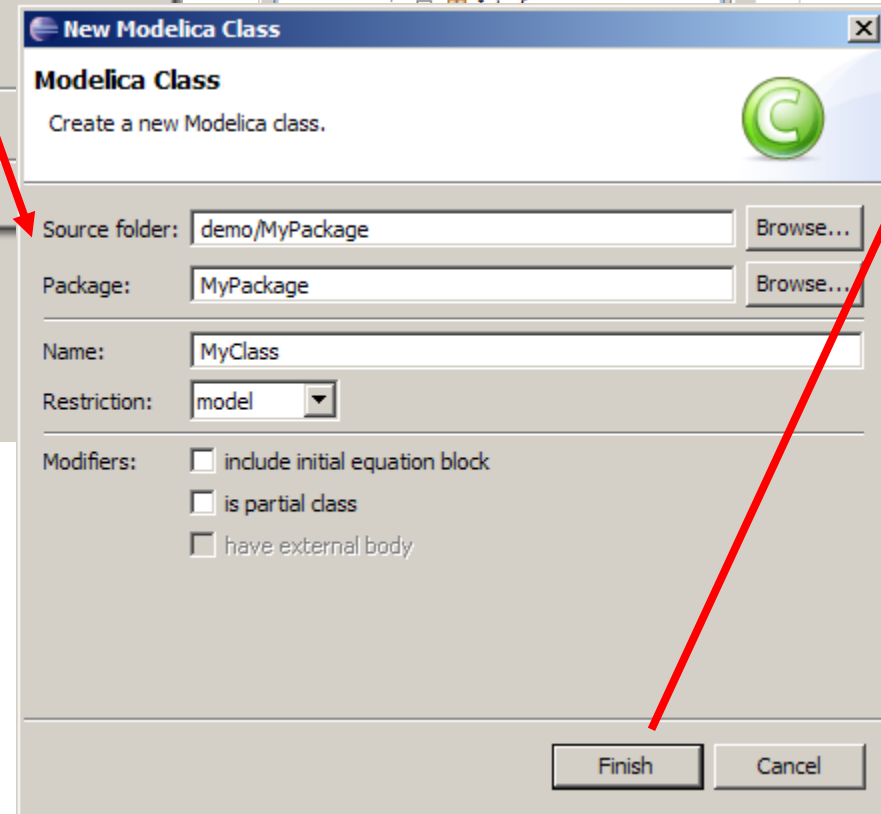 New Modelica Class
Modelica Class
Create a new Modelica class.
C
Source folder: demo/MyPackage Browse...
Package: MyPackage Browse...
Name: MyClass
Restriction: model
Modifiers: include initial equation block
is partial class
have external body
Finish Cancel